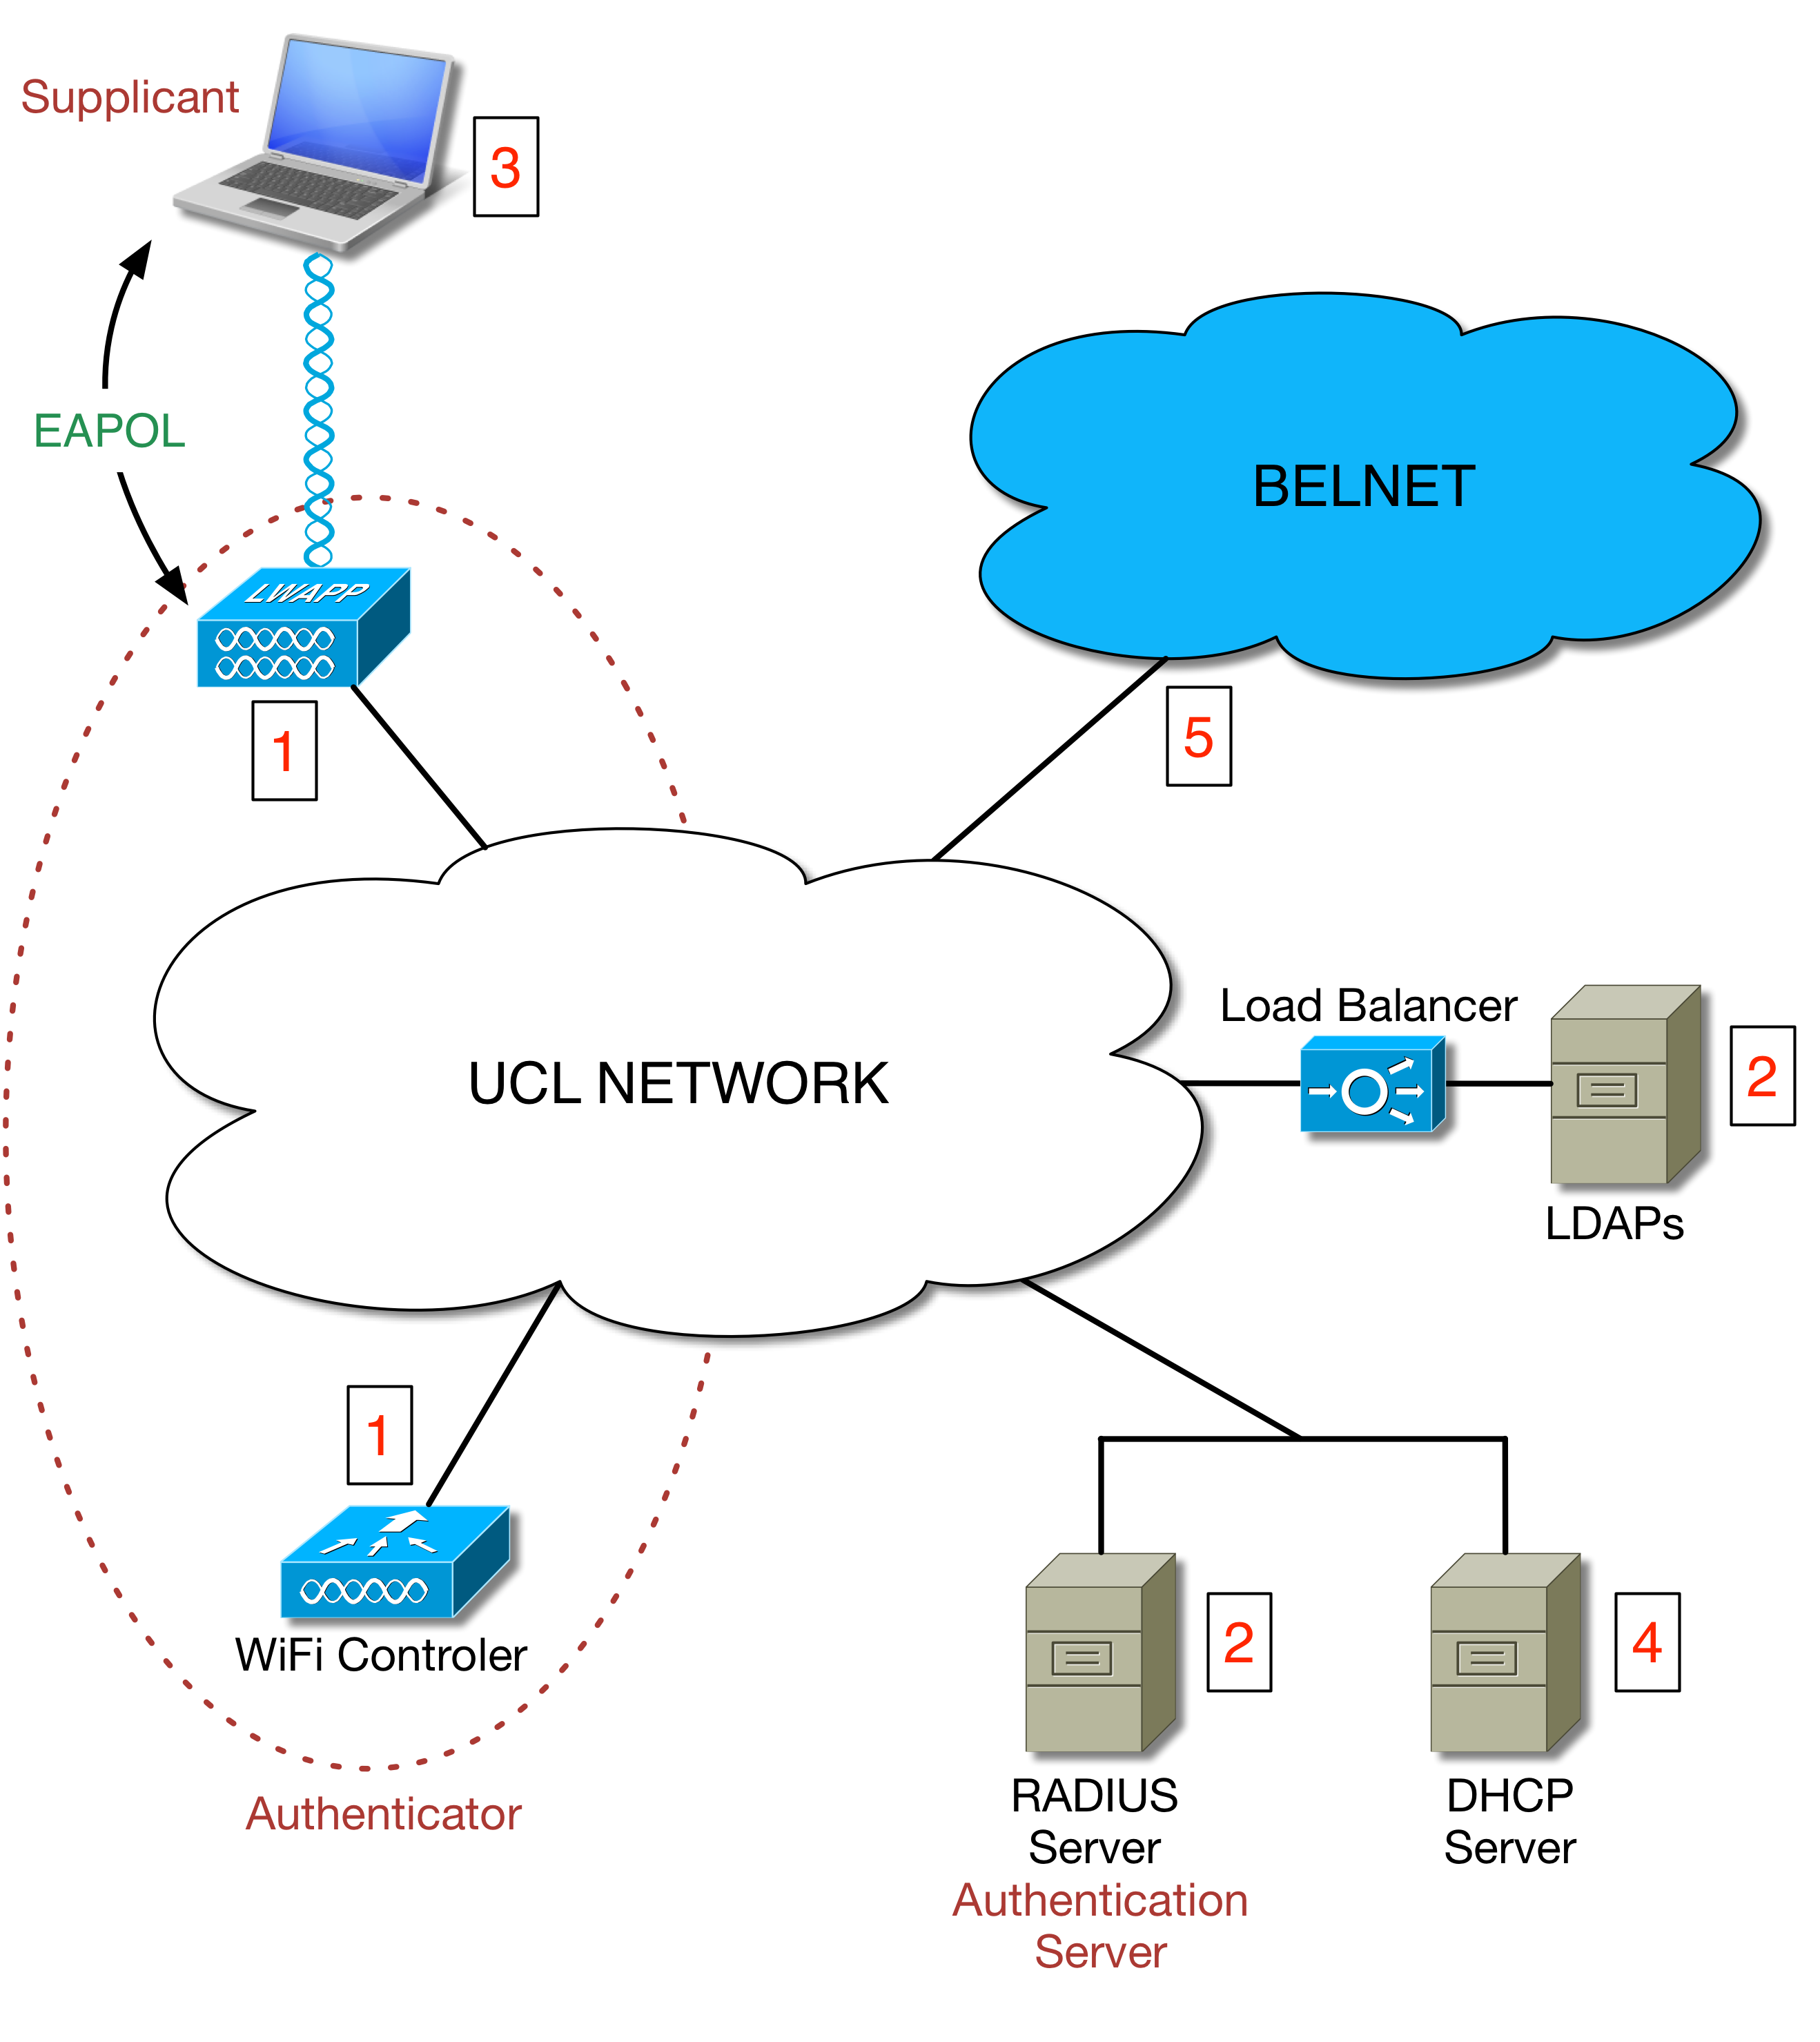 Supplicant
3
EAPOL
BELNET
LWAPP
1
5
Load Balancer
UCL NETWORK
2
LDAPs
1
WiFi Controler
2
4
Authenticator
RADIUS
Server
Authentication
Server
DHCP
Server